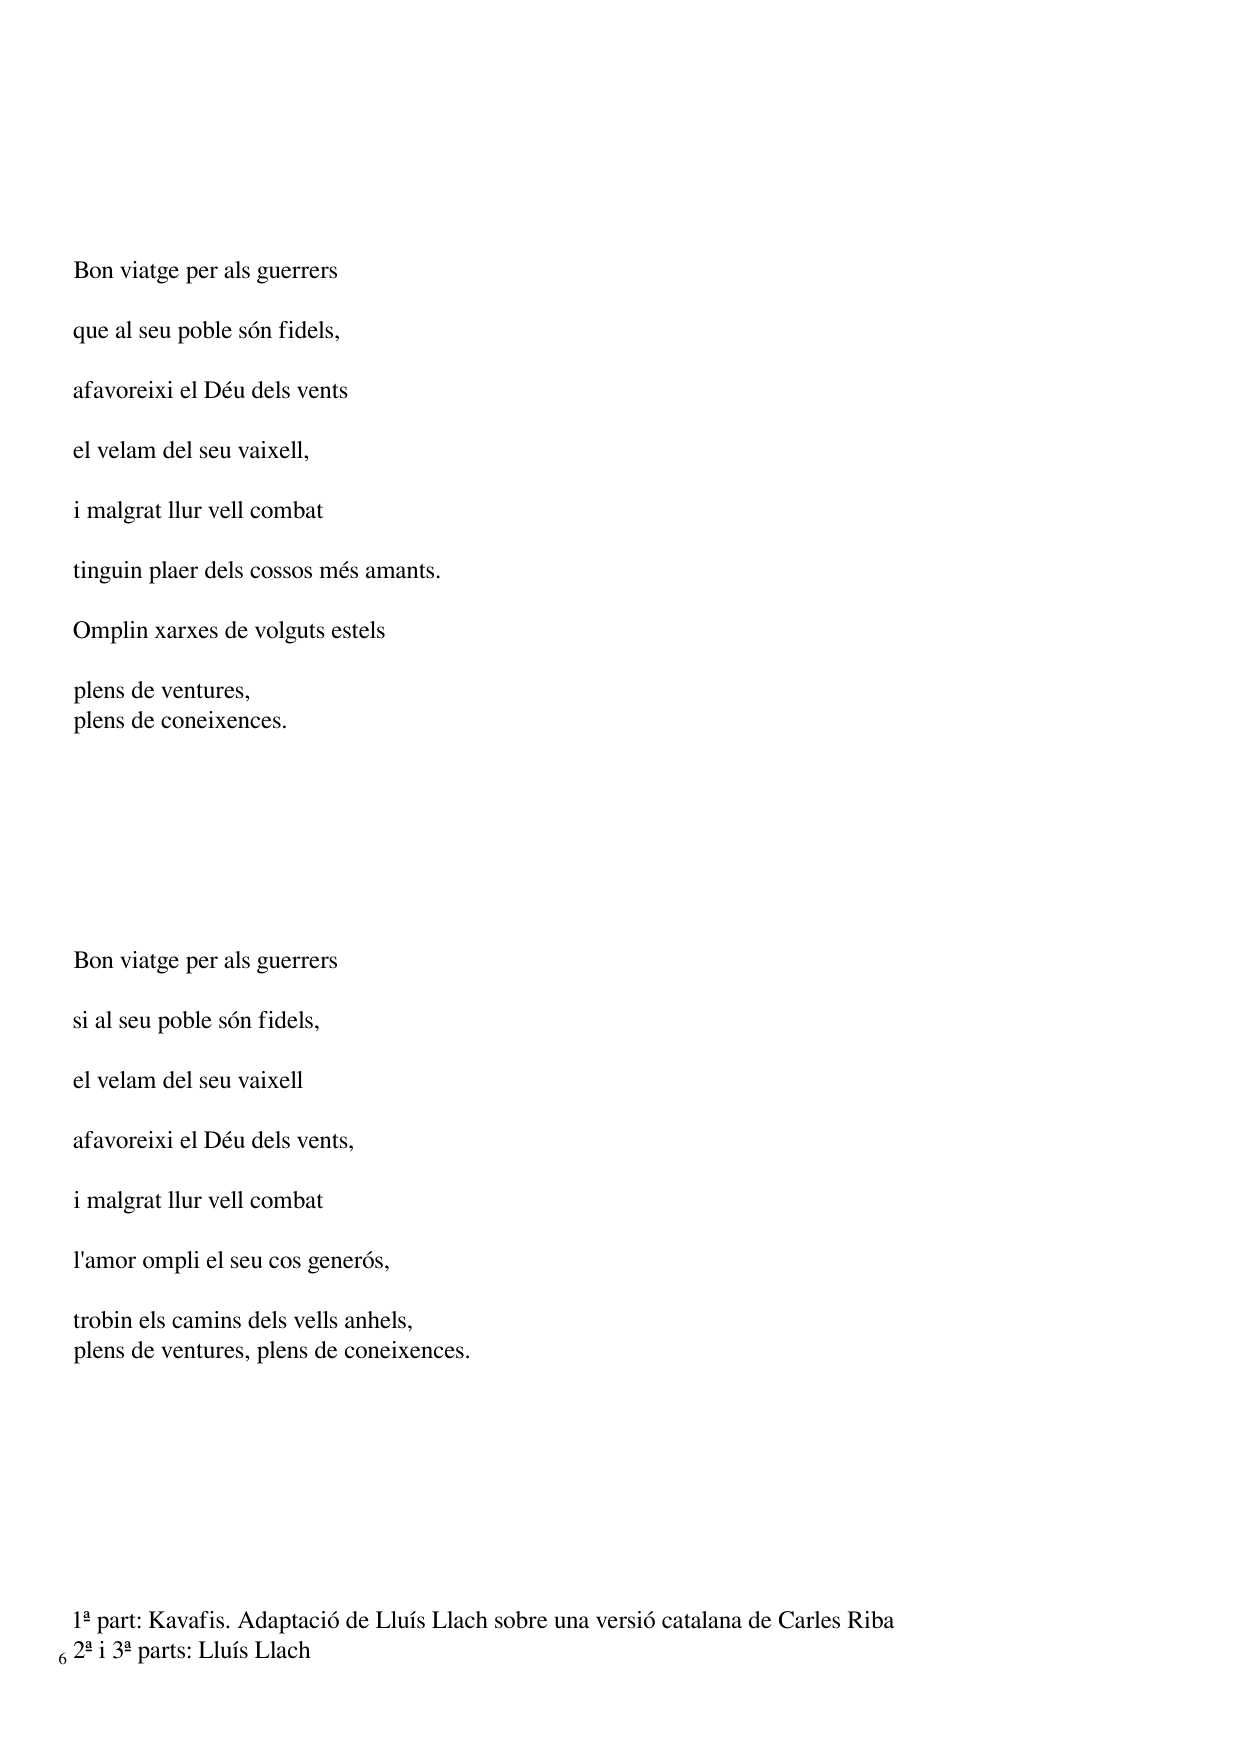 Bon viatge per als guerrers
que al seu poble són fidels,
afavoreixi el Déu dels vents
el velam del seu vaixell,
i malgrat llur vell combat
tinguin plaer dels cossos més amants.
Omplin xarxes de volguts estels
plens de ventures,
plens de coneixences.
Bon viatge per als guerrers
si al seu poble són fidels,
el velam del seu vaixell
afavoreixi el Déu dels vents,
i malgrat llur vell combat
l'amor ompli el seu cos generós,
trobin els camins dels vells anhels,
plens de ventures, plens de coneixences.
1ª part: Kavafis. Adaptació de Lluís Llach sobre una versió catalana de Carles Riba
2ª i 3ª parts: Lluís Llach
6